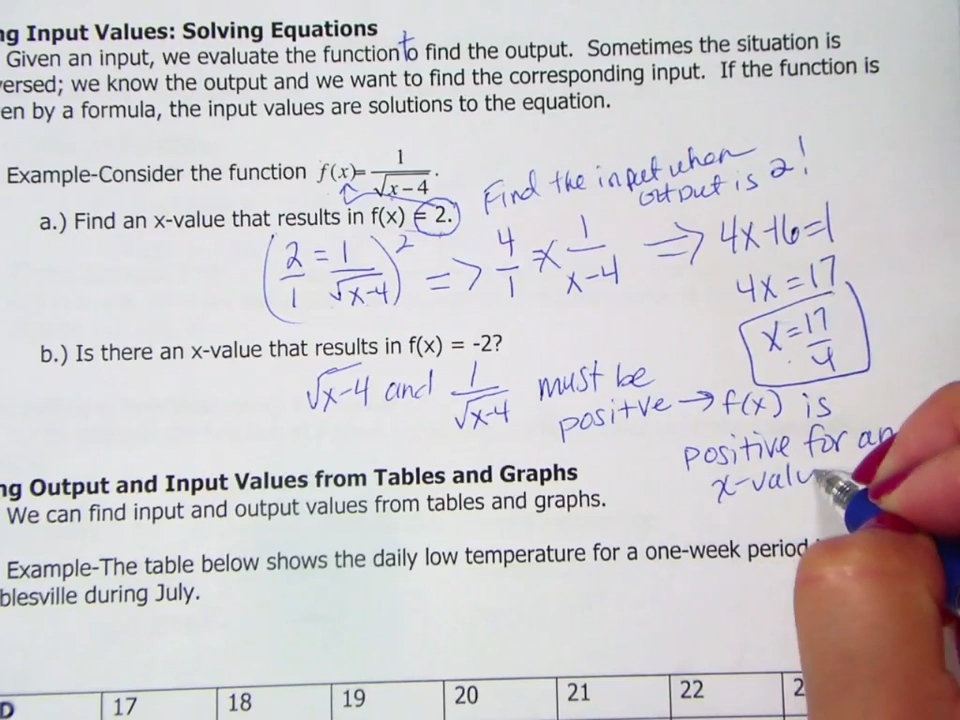 ng Input Values: Solving Equations
Given an input, we evaluate the function to find the output. Sometimes the situation is
versed; we know the output and we want to find the corresponding input. If the function is
en by a formula, the input values are solutions to the equation.
Example-Consider the function f(x)= 1/√x-4.
Find the input when
output is 2!
a.) Find an x-value that results in f(x) = 2.
(2/1 = 1/√x-4)² => 4/1 × 1/x-4 => 4x-16=1
4x=17
x=17/4
b.) Is there an x-value that results in f(x) = -2?
√x-4 and 1/√x-4 must be
positve → f(x) is
positive for an
x-valu
ng Output and Input Values from Tables and Graphs
We can find input and output values from tables and graphs.
Example-The table below shows the daily low temperature for a one-week period
blesville during July.
D 17 18 19 20 21 22 2